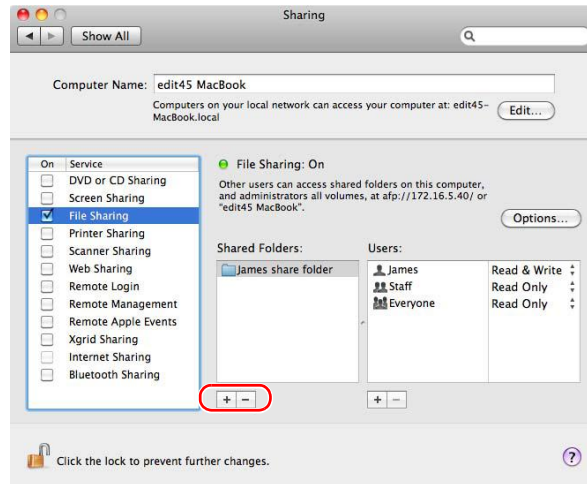 Sharing
Show All
Computer Name: edit45 MacBook
Computers on your local network can access your computer at: edit45-
MacBook.local
Edit...
On Service
DVD or CD Sharing
Screen Sharing
File Sharing
Printer Sharing
Scanner Sharing
Web Sharing
Remote Login
Remote Management
Remote Apple Events
Xgrid Sharing
Internet Sharing
Bluetooth Sharing
File Sharing: On
Other users can access shared folders on this computer,
and administrators all volumes, at afp://172.16.5.40/ or
"edit45 MacBook".
Options...
Shared Folders:
James share folder
+ −
Users:
James Read & Write
Staff Read Only
Everyone Read Only
+ −
Click the lock to prevent further changes.
?